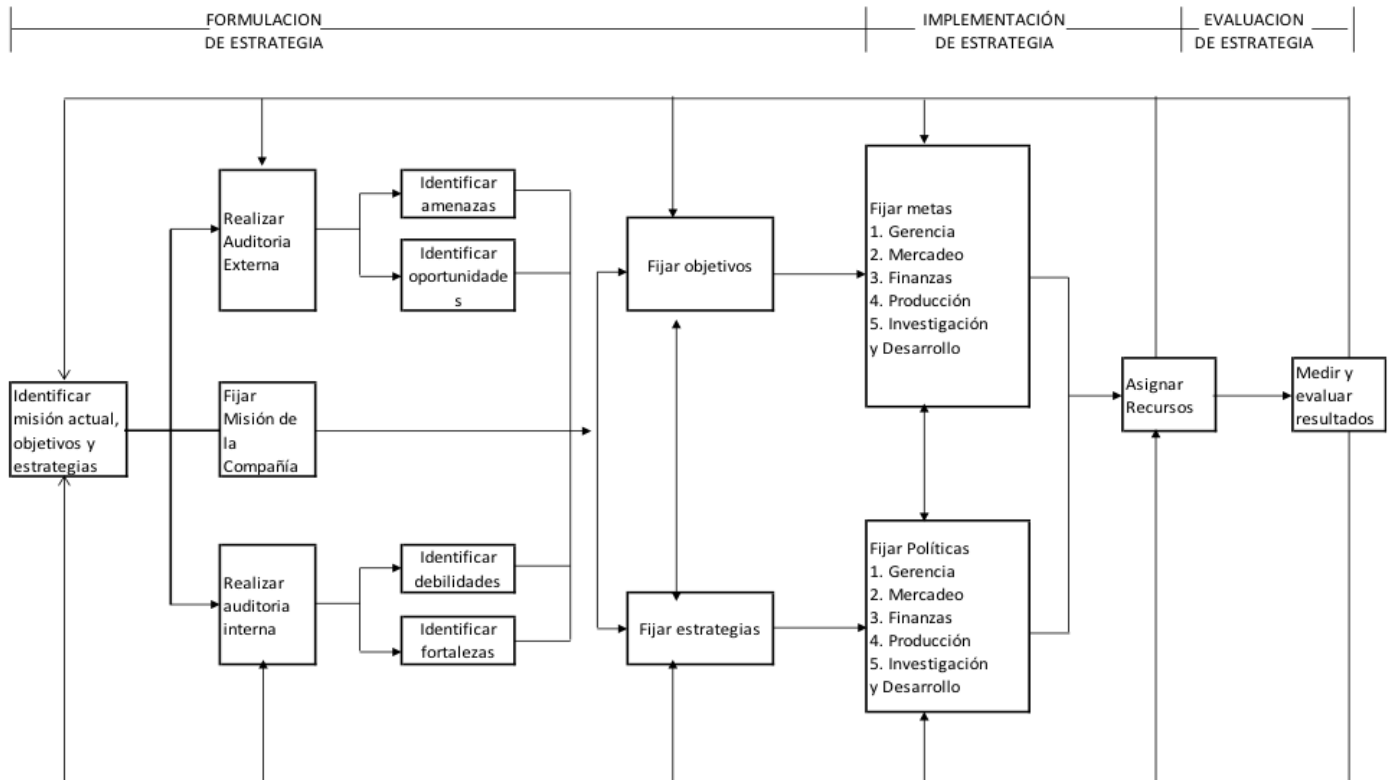 FORMULACION
DE ESTRATEGIA
IMPLEMENTACIÓN
DE ESTRATEGIA
EVALUACION
DE ESTRATEGIA
Identificar
misión actual,
objetivos y
estrategias
Realizar
Auditoria
Externa
Identificar
amenazas
Identificar
oportunidade
s
Fijar
Misión de
la
Compañía
Realizar
auditoria
interna
Identificar
debilidades
Identificar
fortalezas
Fijar objetivos
Fijar estrategias
Fijar metas
1. Gerencia
2. Mercadeo
3. Finanzas
4. Producción
5. Investigación
y Desarrollo
Fijar Políticas
1. Gerencia
2. Mercadeo
3. Finanzas
4. Producción
5. Investigación
y Desarrollo
Asignar
Recursos
Medir y
evaluar
resultados